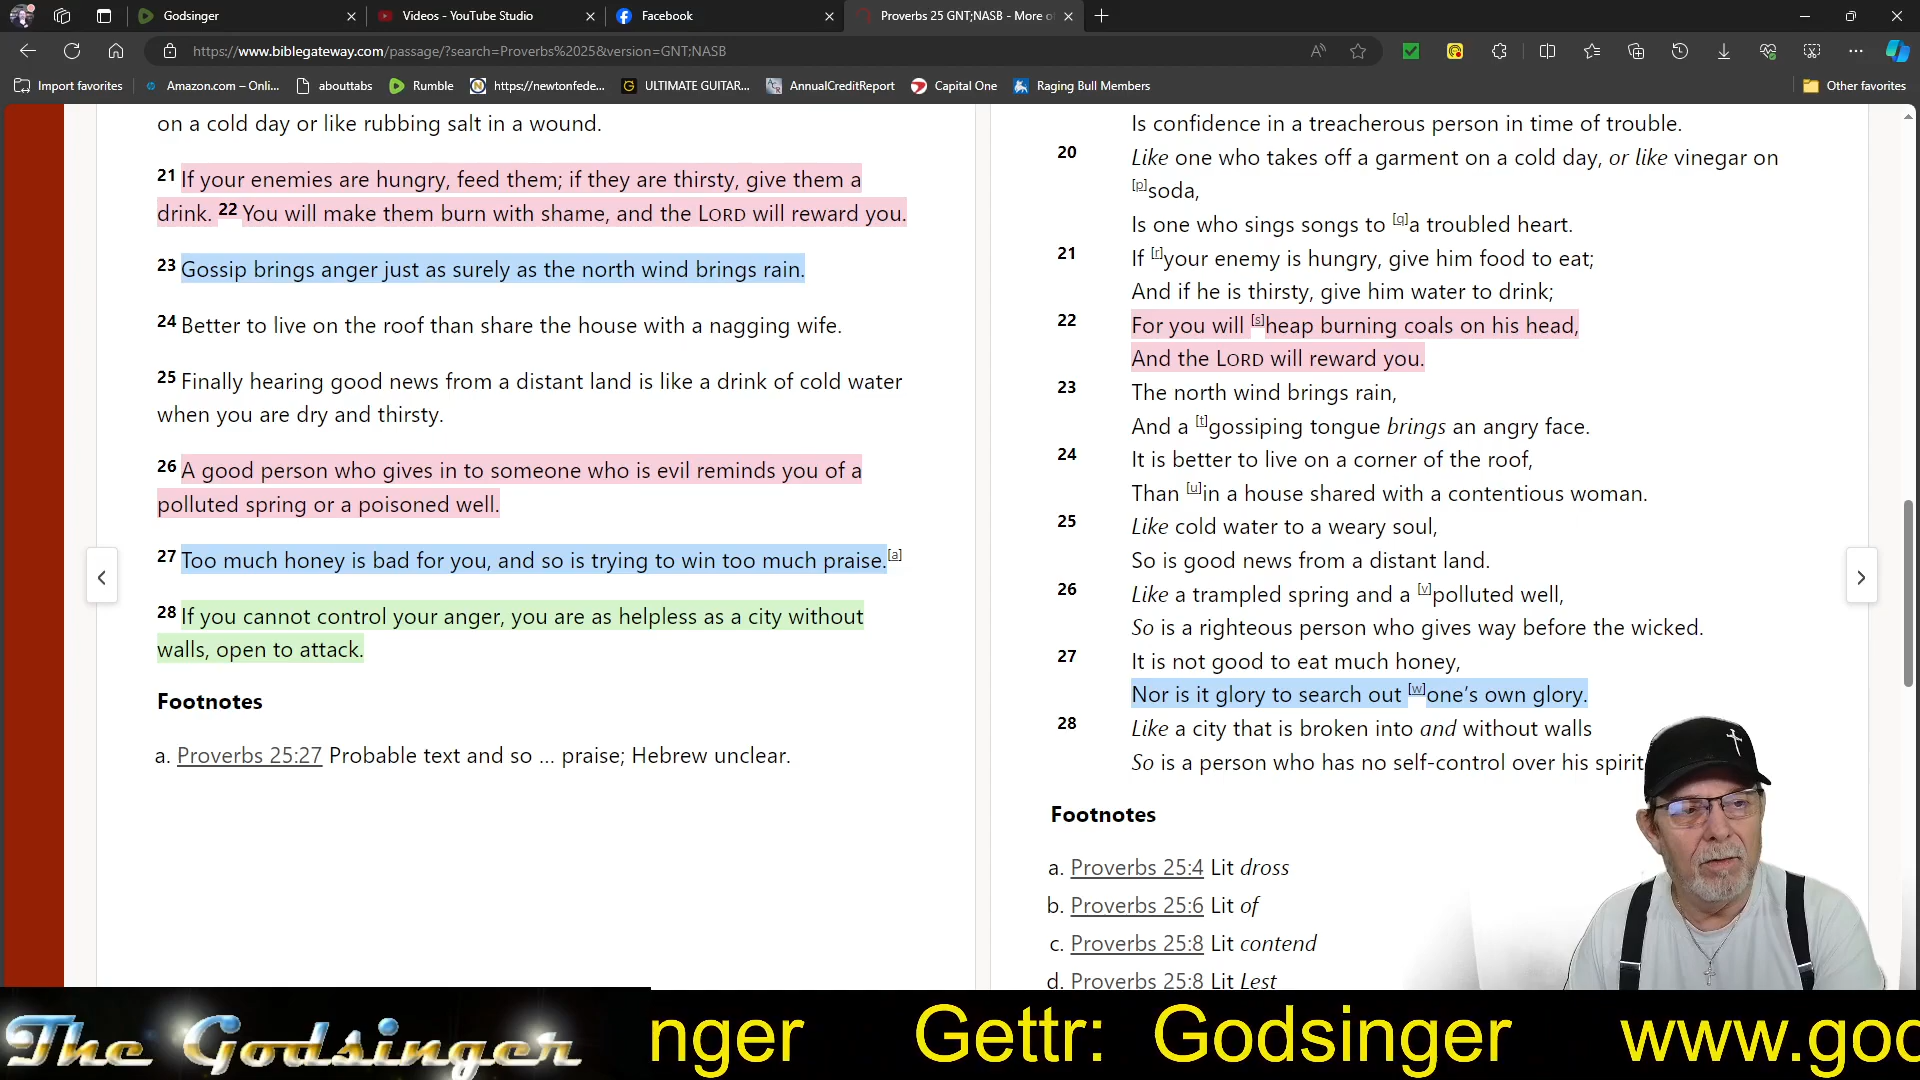 Godsinger
Videos - YouTube Studio
Facebook
Proverbs 25 GNT;NASB - More o
https://www.biblegateway.com/passage/?search=Proverbs%2025&version=GNT;NASB
Import favorites
Amazon.com – Onli...
abouttabs
Rumble
https://newtonfede...
ULTIMATE GUITAR...
AnnualCreditReport
Capital One
Raging Bull Members
Other favorites
on a cold day or like rubbing salt in a wound.
21 If your enemies are hungry, feed them; if they are thirsty, give them a
drink. 22 You will make them burn with shame, and the LORD will reward you.
23 Gossip brings anger just as surely as the north wind brings rain.
24 Better to live on the roof than share the house with a nagging wife.
25 Finally hearing good news from a distant land is like a drink of cold water
when you are dry and thirsty.
26 A good person who gives in to someone who is evil reminds you of a
polluted spring or a poisoned well.
27 Too much honey is bad for you, and so is trying to win too much praise.[a]
28 If you cannot control your anger, you are as helpless as a city without
walls, open to attack.
Footnotes
a. Proverbs 25:27 Probable text and so ... praise; Hebrew unclear.
Is confidence in a treacherous person in time of trouble.
20 Like one who takes off a garment on a cold day, or like vinegar on
[p]soda,
Is one who sings songs to [q]a troubled heart.
21 If [r]your enemy is hungry, give him food to eat;
And if he is thirsty, give him water to drink;
22 For you will [s]heap burning coals on his head,
And the LORD will reward you.
23 The north wind brings rain,
And a [t]gossiping tongue brings an angry face.
24 It is better to live on a corner of the roof,
Than [u]in a house shared with a contentious woman.
25 Like cold water to a weary soul,
So is good news from a distant land.
26 Like a trampled spring and a [v]polluted well,
So is a righteous person who gives way before the wicked.
27 It is not good to eat much honey,
Nor is it glory to search out [w]one's own glory.
28 Like a city that is broken into and without walls
So is a person who has no self-control over his spirit
Footnotes
a. Proverbs 25:4 Lit dross
b. Proverbs 25:6 Lit of
c. Proverbs 25:8 Lit contend
d. Proverbs 25:8 Lit Lest
The Godsinger
nger Gettr: Godsinger www.goo